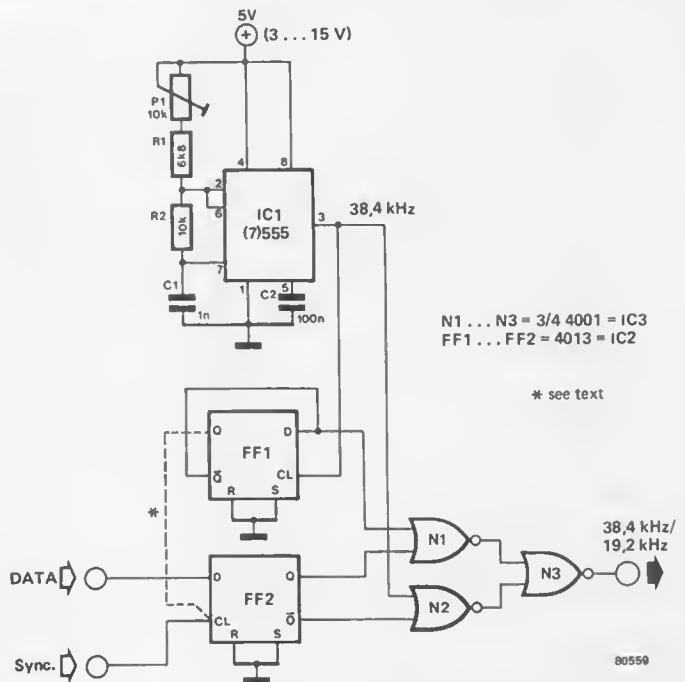 5V
(3 ... 15 V)
+
P1
10k
R1
6k8
4
8
2
6
IC1
(7)555
3
38,4 kHz
R2
10k
7
C1
1n
1
C2
5
100n
N1 ... N3 = 3/4 4001 = IC3
FF1 ... FF2 = 4013 = IC2
* see text
Q
D
FF1
Q
CL
R
S
*
N1
38,4 kHz/
19,2 kHz
DATA
D
Q
FF2
N2
N3
CL
Q
R
S
Sync.
80559